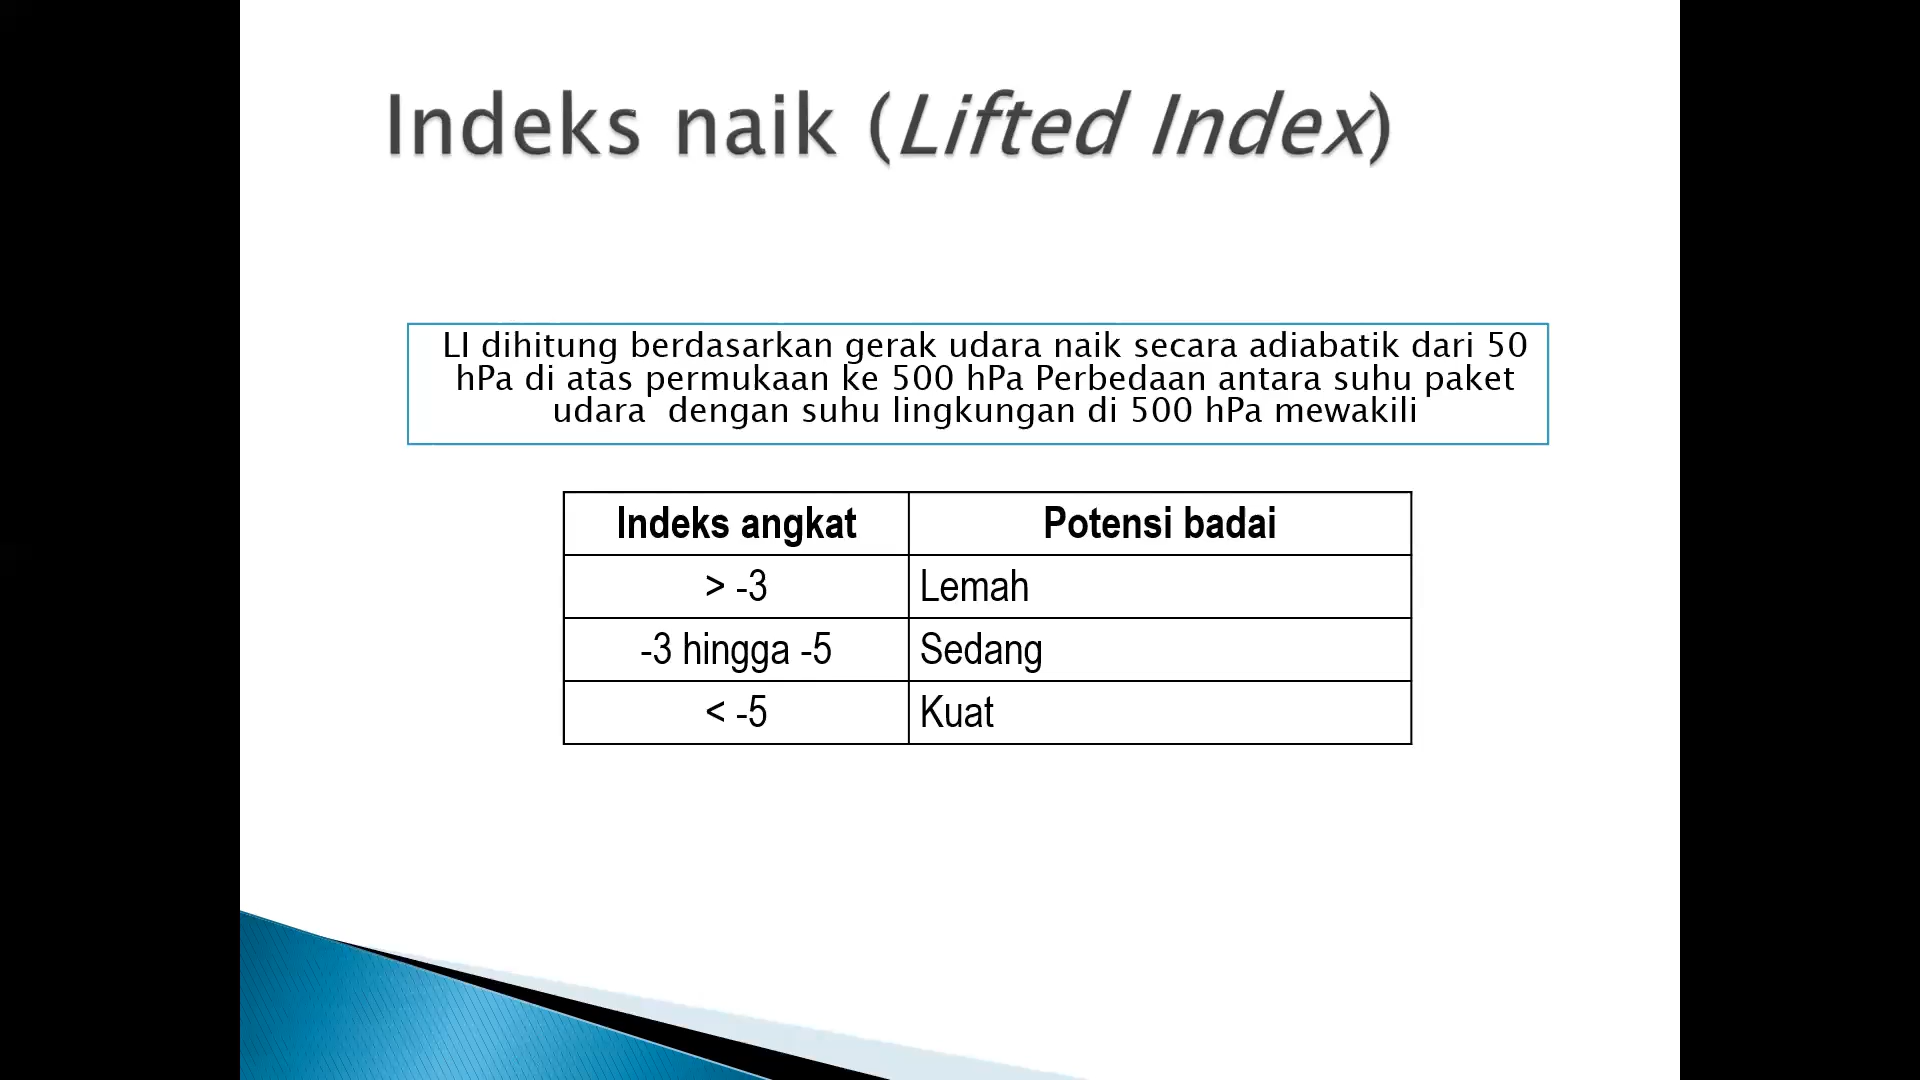 Indeks naik (Lifted Index)
LI dihitung berdasarkan gerak udara naik secara adiabatik dari 50
hPa di atas permukaan ke 500 hPa Perbedaan antara suhu paket
udara  dengan suhu lingkungan di 500 hPa mewakili
Indeks angkat Potensi badai
> -3 Lemah
-3 hingga -5 Sedang
< -5 Kuat